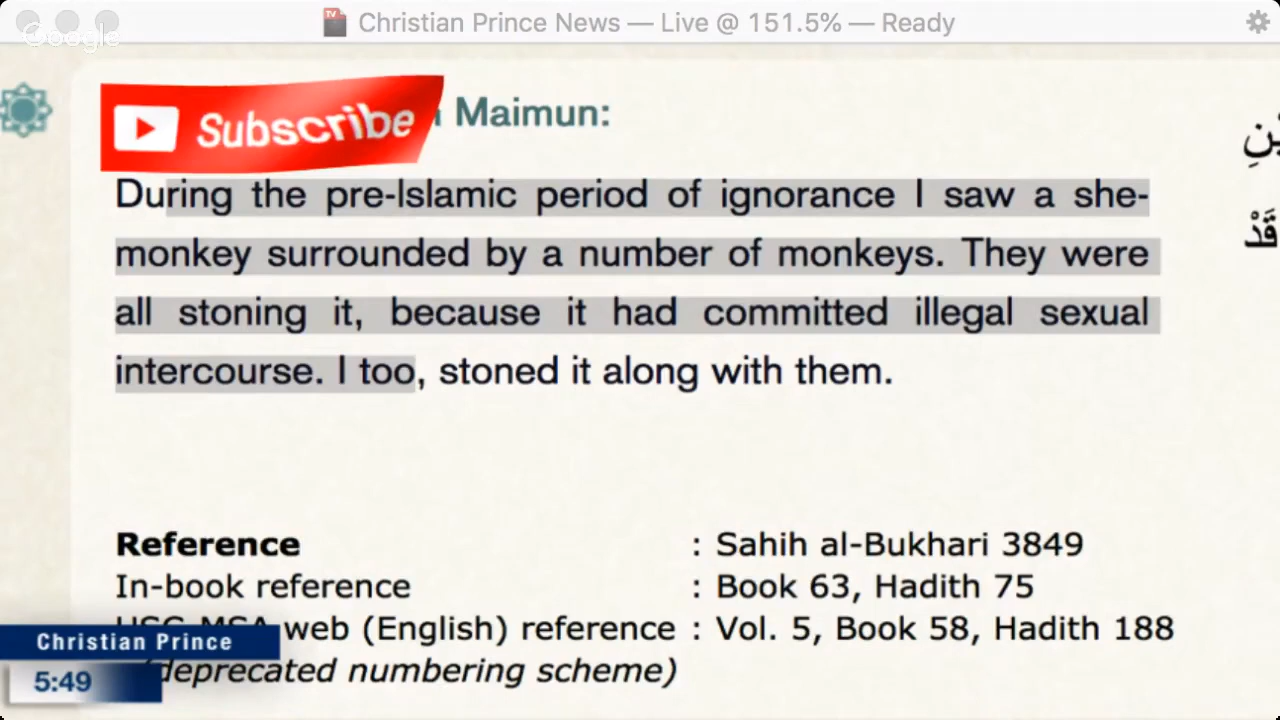 Christian Prince News — Live @ 151.5% — Ready
Google
Subscribe
Maimun:
During the pre-Islamic period of ignorance I saw a she-
monkey surrounded by a number of monkeys. They were
all stoning it, because it had committed illegal sexual
intercourse. I too, stoned it along with them.
Reference : Sahih al-Bukhari 3849
In-book reference : Book 63, Hadith 75
USC-MSA web (English) reference : Vol. 5, Book 58, Hadith 188
(deprecated numbering scheme)
Christian Prince
5:49